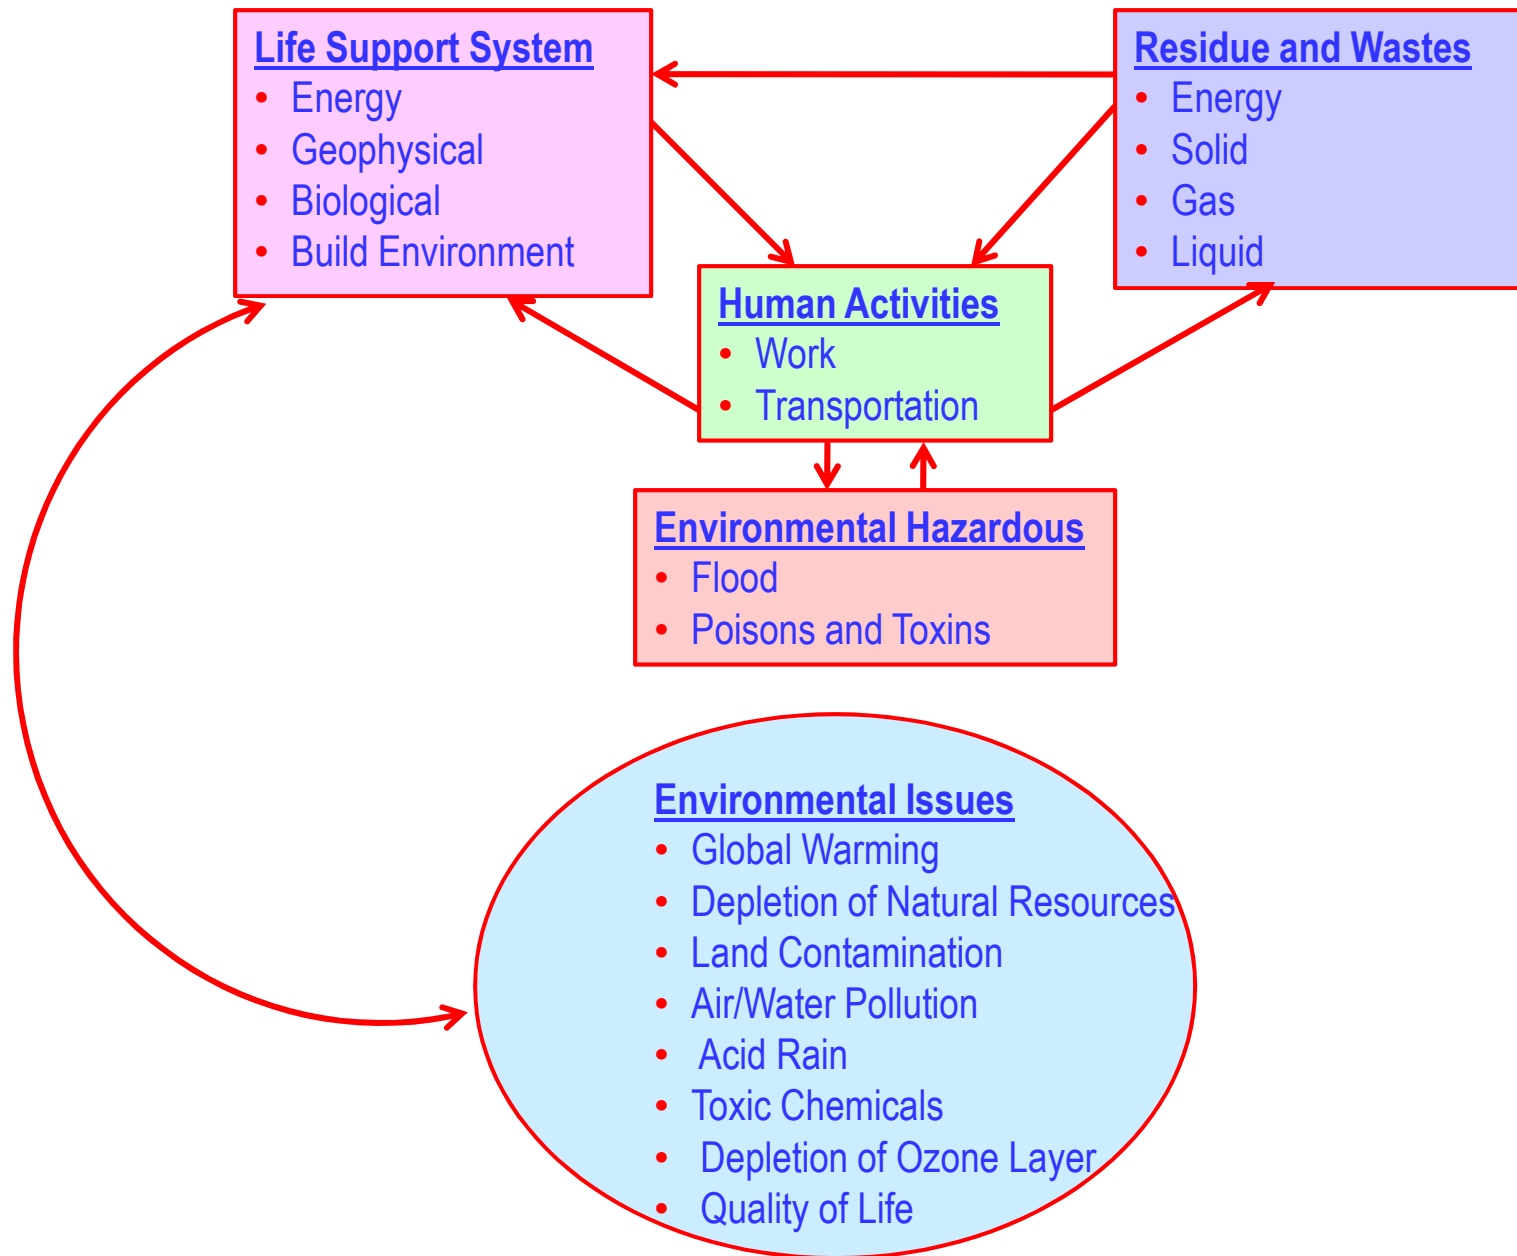 Life Support System
• Energy
• Geophysical
• Biological
• Build Environment
Residue and Wastes
• Energy
• Solid
• Gas
• Liquid
Human Activities
• Work
• Transportation
Environmental Hazardous
• Flood
• Poisons and Toxins
Environmental Issues
• Global Warming
• Depletion of Natural Resources
• Land Contamination
• Air/Water Pollution
• Acid Rain
• Toxic Chemicals
• Depletion of Ozone Layer
• Quality of Life